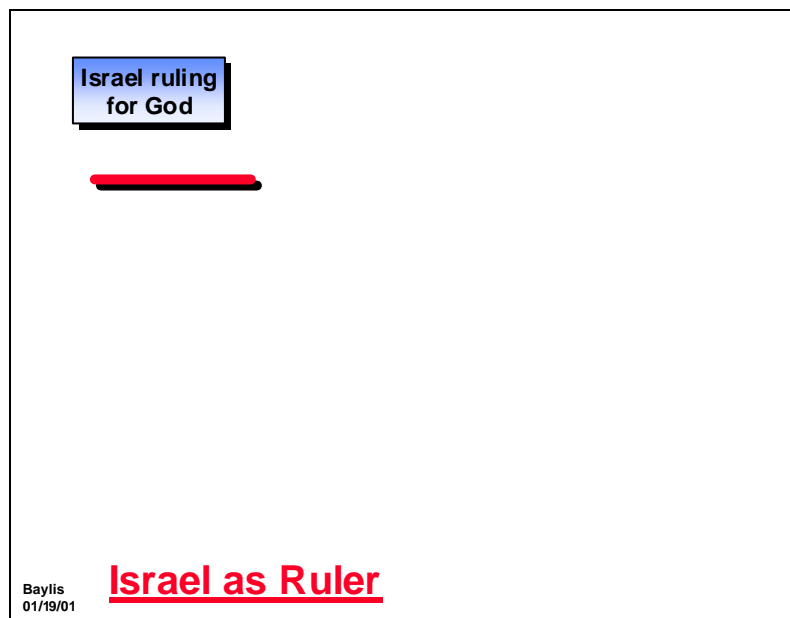 Israel ruling
for God
Israel as Ruler
Baylis
01/19/01